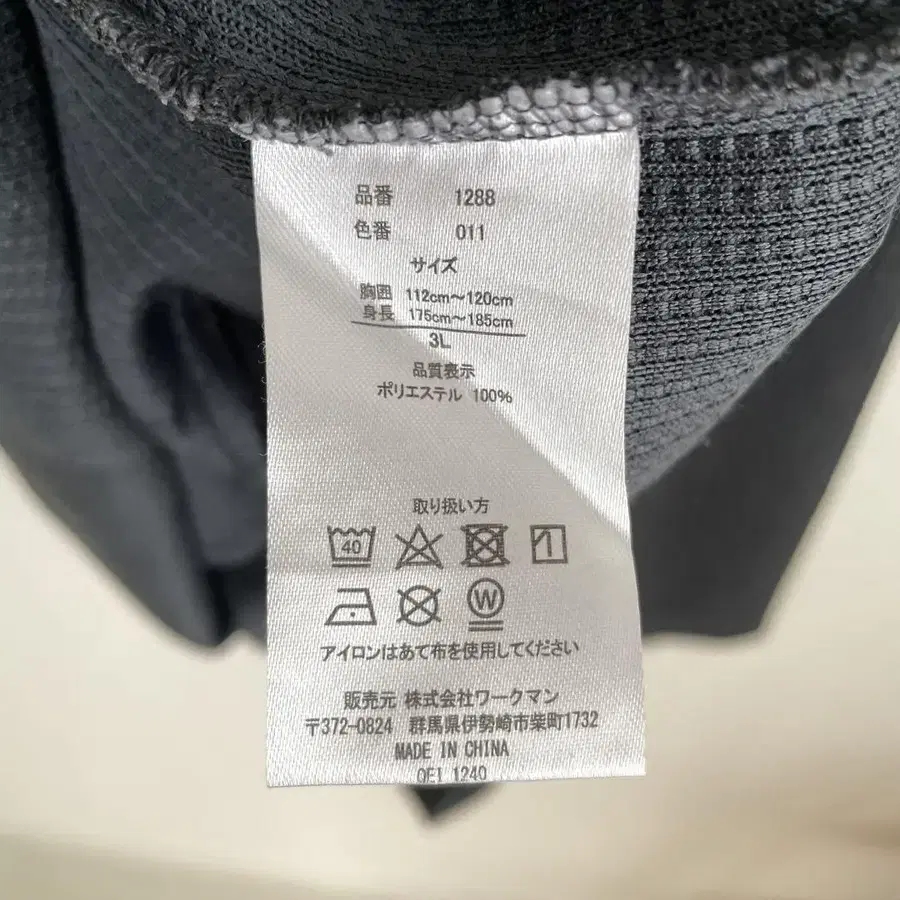 品番 1288
色番 011
サイズ
胸囲 112cm～120cm
身長 175cm～185cm
3L
品質表示
ポリエステル 100%
取り扱い方
40
W
アイロンはあて布を使用してください
販売元 株式会社ワークマン
〒372-0824 群馬県伊勢崎市柴町1732
MADE IN CHINA
1240